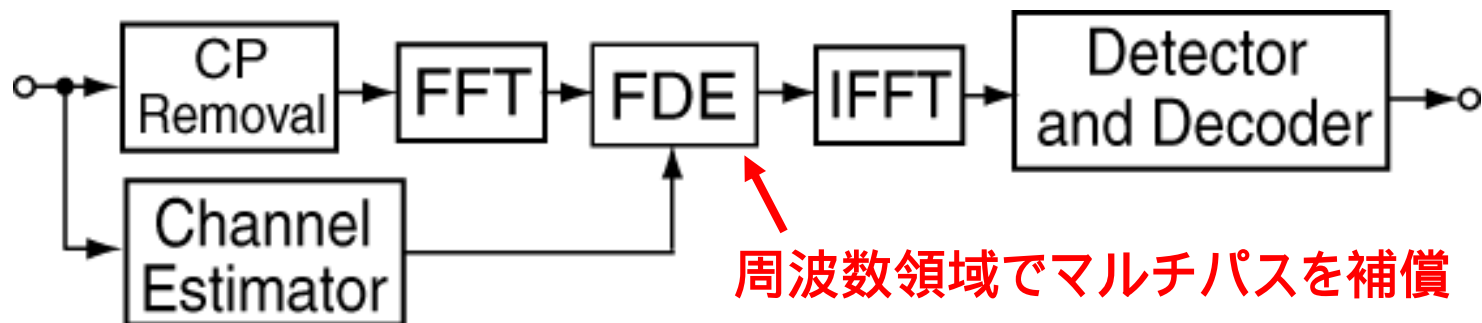 CP
Removal
FFT
FDE
IFFT
Detector
and Decoder
Channel
Estimator
周波数領域でマルチパスを補償